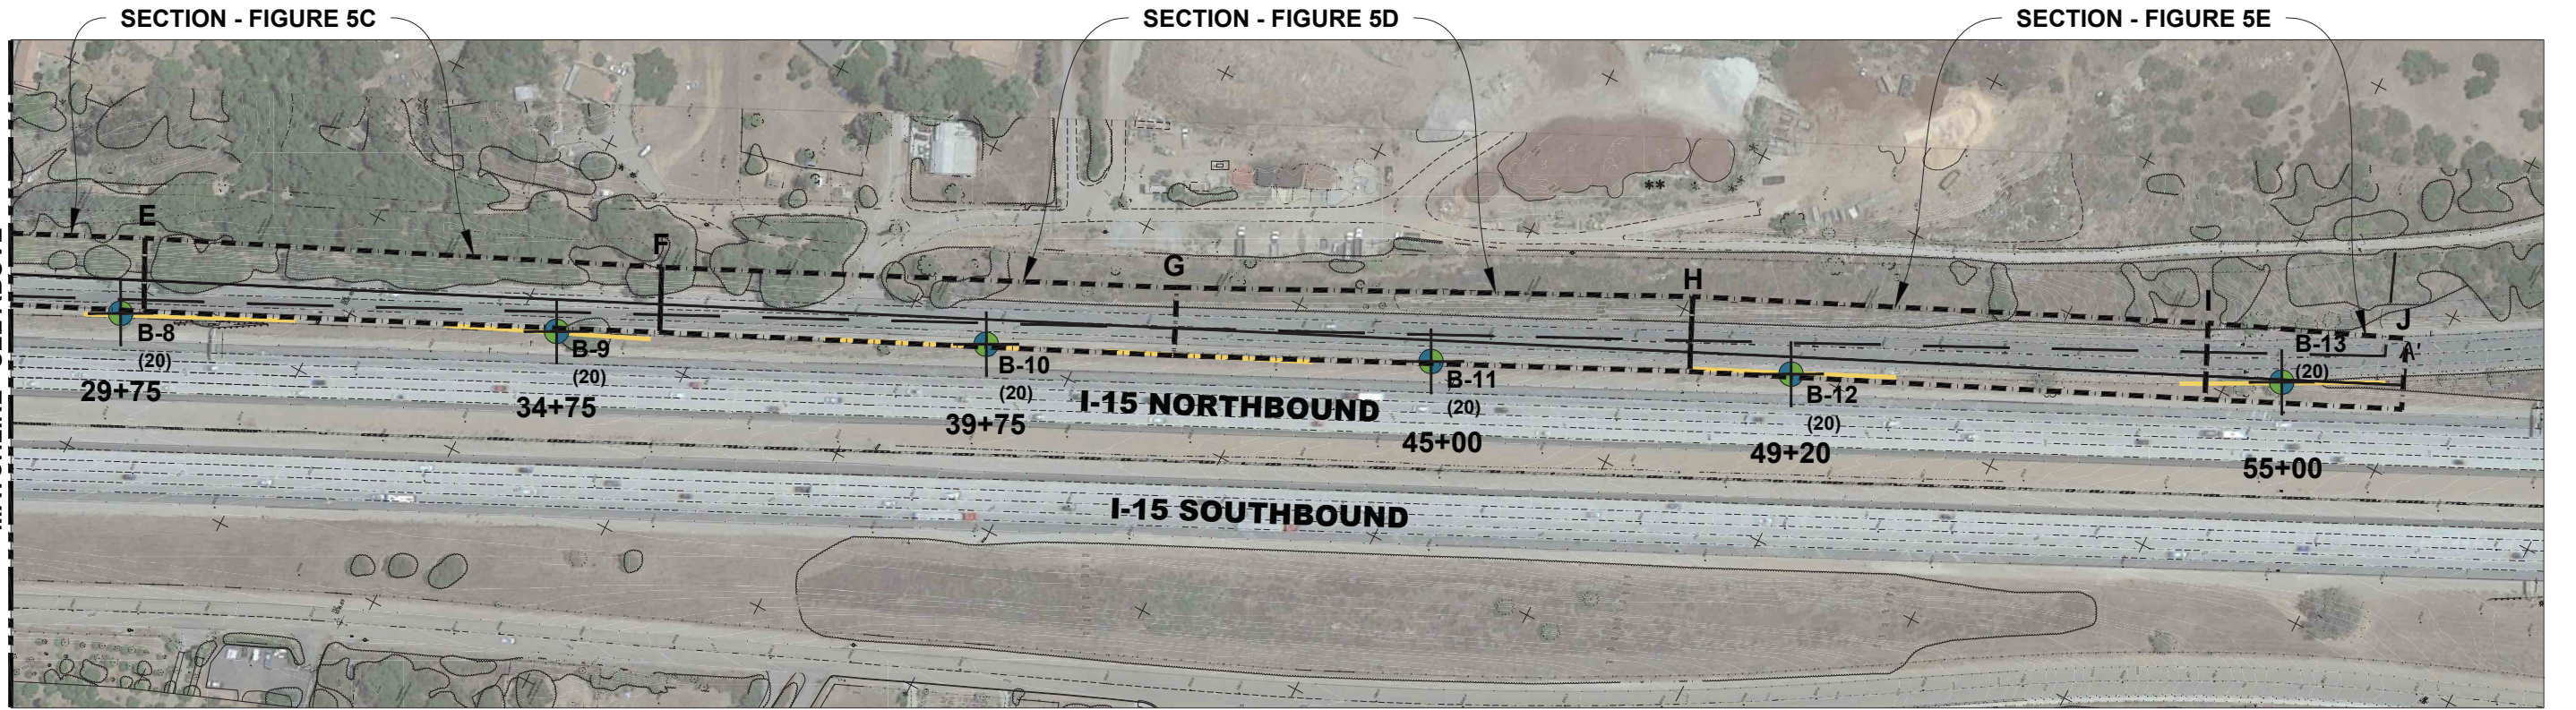 SECTION - FIGURE 5C
SECTION - FIGURE 5D
SECTION - FIGURE 5E
E
F
G
H
I
J
A'
B-8
(20)
29+75
B-9
(20)
34+75
B-10
(20)
39+75
B-11
(20)
45+00
B-12
(20)
49+20
B-13
(20)
55+00
**
I-15 NORTHBOUND
I-15 SOUTHBOUND